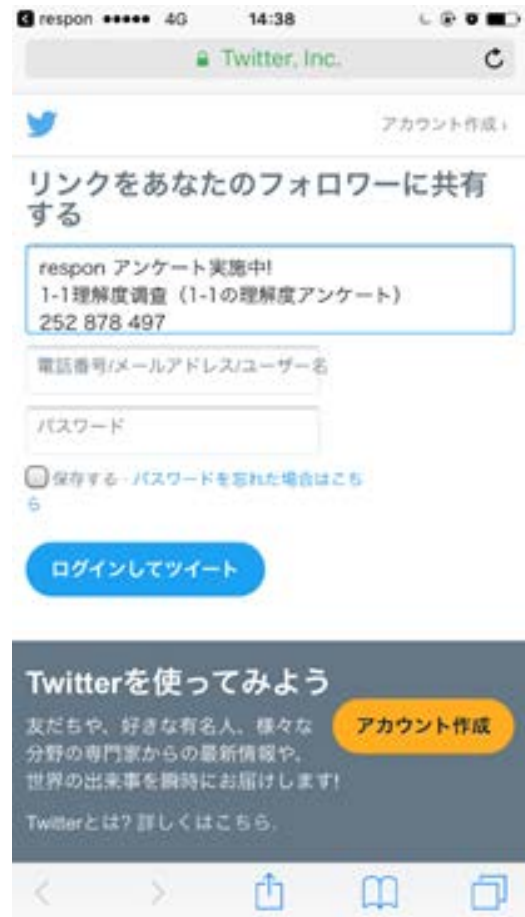 respon 4G 14:38
Twitter, Inc.
アカウント作成 ›
リンクをあなたのフォロワーに共有
する
respon アンケート実施中!
1-1理解度調査（1-1の理解度アンケート）
252 878 497
電話番号/メールアドレス/ユーザー名
パスワード
保存する · パスワードを忘れた場合はこち
ら
ログインしてツイート
Twitterを使ってみよう
友だちや、好きな有名人、様々な
分野の専門家からの最新情報や、
世界の出来事を瞬時にお届けします!
アカウント作成
Twitterとは? 詳しくはこちら.